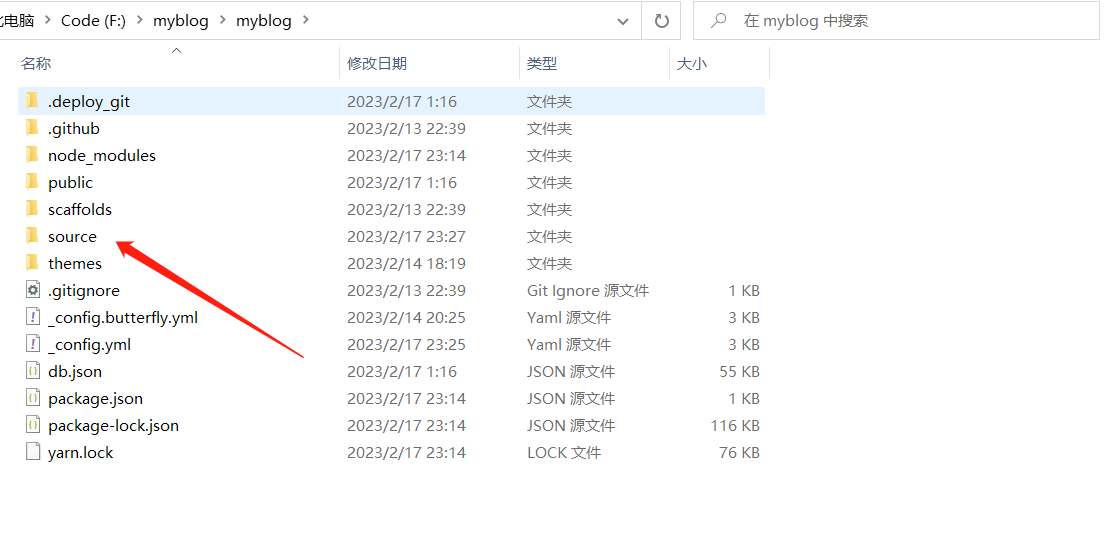 此电脑 > Code (F:) > myblog > myblog >
在 myblog 中搜索
名称 修改日期 类型 大小
.deploy_git 2023/2/17 1:16 文件夹
.github 2023/2/13 22:39 文件夹
node_modules 2023/2/17 23:14 文件夹
public 2023/2/17 1:16 文件夹
scaffolds 2023/2/13 22:39 文件夹
source 2023/2/17 23:27 文件夹
themes 2023/2/14 18:19 文件夹
.gitignore 2023/2/13 22:39 Git Ignore 源文件 1 KB
_config.butterfly.yml 2023/2/14 20:25 Yaml 源文件 3 KB
_config.yml 2023/2/17 23:25 Yaml 源文件 3 KB
db.json 2023/2/17 1:16 JSON 源文件 55 KB
package.json 2023/2/17 23:14 JSON 源文件 1 KB
package-lock.json 2023/2/17 23:14 JSON 源文件 116 KB
yarn.lock 2023/2/17 23:14 LOCK 文件 76 KB